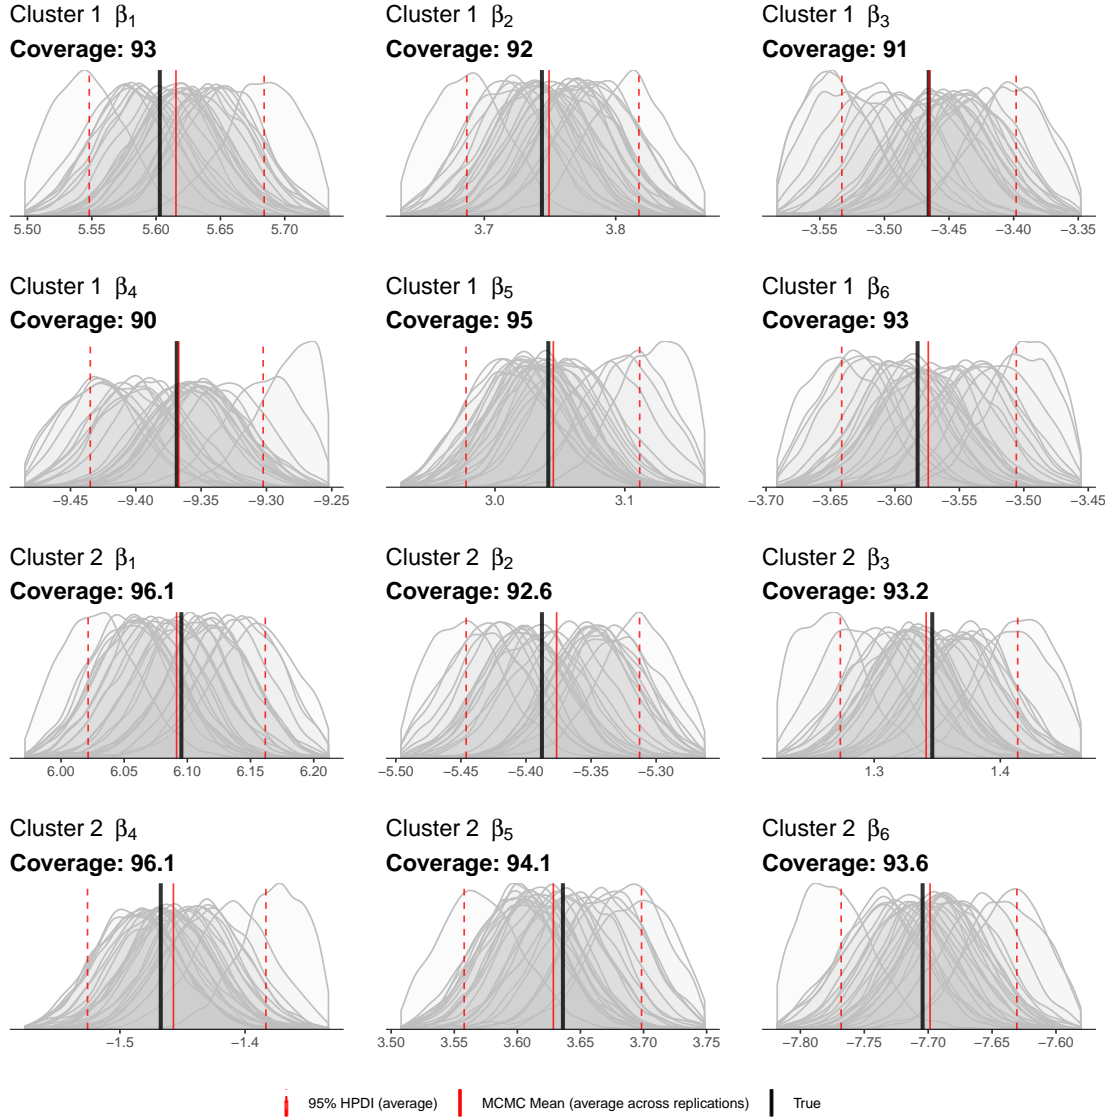 Cluster 1 β1 Cluster 1 β2 Cluster 1 β3
Coverage: 93 Coverage: 92 Coverage: 91
5.50 5.55 5.60 5.65 5.70 3.7 3.8 −3.55 −3.50 −3.45 −3.40 −3.35
Cluster 1 β4 Cluster 1 β5 Cluster 1 β6
Coverage: 90 Coverage: 95 Coverage: 93
−9.45 −9.40 −9.35 −9.30 −9.25 3.0 3.1 −3.70 −3.65 −3.60 −3.55 −3.50 −3.45
Cluster 2 β1 Cluster 2 β2 Cluster 2 β3
Coverage: 96.1 Coverage: 92.6 Coverage: 93.2
6.00 6.05 6.10 6.15 6.20 −5.50 −5.45 −5.40 −5.35 −5.30 1.3 1.4
Cluster 2 β4 Cluster 2 β5 Cluster 2 β6
Coverage: 96.1 Coverage: 94.1 Coverage: 93.6
−1.5 −1.4 3.50 3.55 3.60 3.65 3.70 3.75 −7.80 −7.75 −7.70 −7.65 −7.60
95% HPDI (average) MCMC Mean (average across replications) True